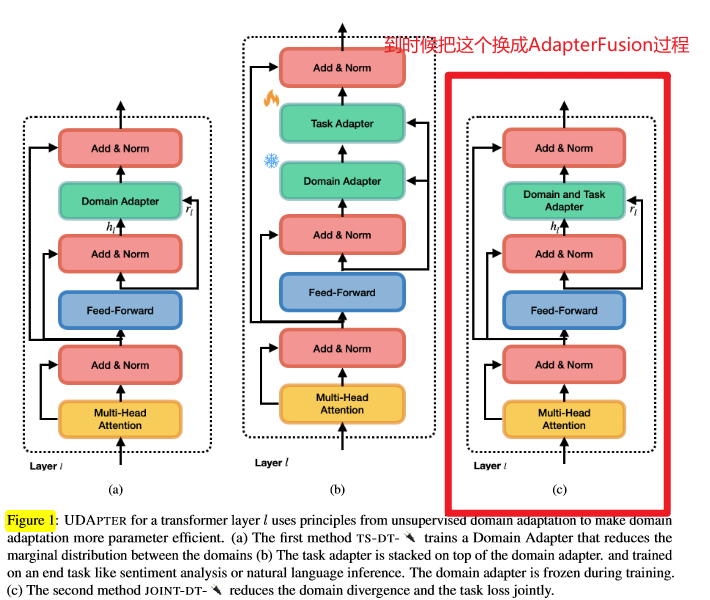 到时候把这个换成AdapterFusion过程
Add & Norm
Domain Adapter
r_l
h_l
Add & Norm
Feed-Forward
Add & Norm
Multi-Head
Attention
Layer l
(a)
Add & Norm
Task Adapter
Domain Adapter
Add & Norm
Feed-Forward
Add & Norm
Multi-Head
Attention
Layer l
(b)
Add & Norm
Domain and Task
Adapter
r_l
h_l
Add & Norm
Feed-Forward
Add & Norm
Multi-Head
Attention
Layer l
(c)
Figure 1: UDAPTER for a transformer layer l uses principles from unsupervised domain adaptation to make domain
adaptation more parameter efficient. (a) The first method TS-DT- trains a Domain Adapter that reduces the
marginal distribution between the domains (b) The task adapter is stacked on top of the domain adapter. and trained
on an end task like sentiment analysis or natural language inference. The domain adapter is frozen during training.
(c) The second method JOINT-DT- reduces the domain divergence and the task loss jointly.